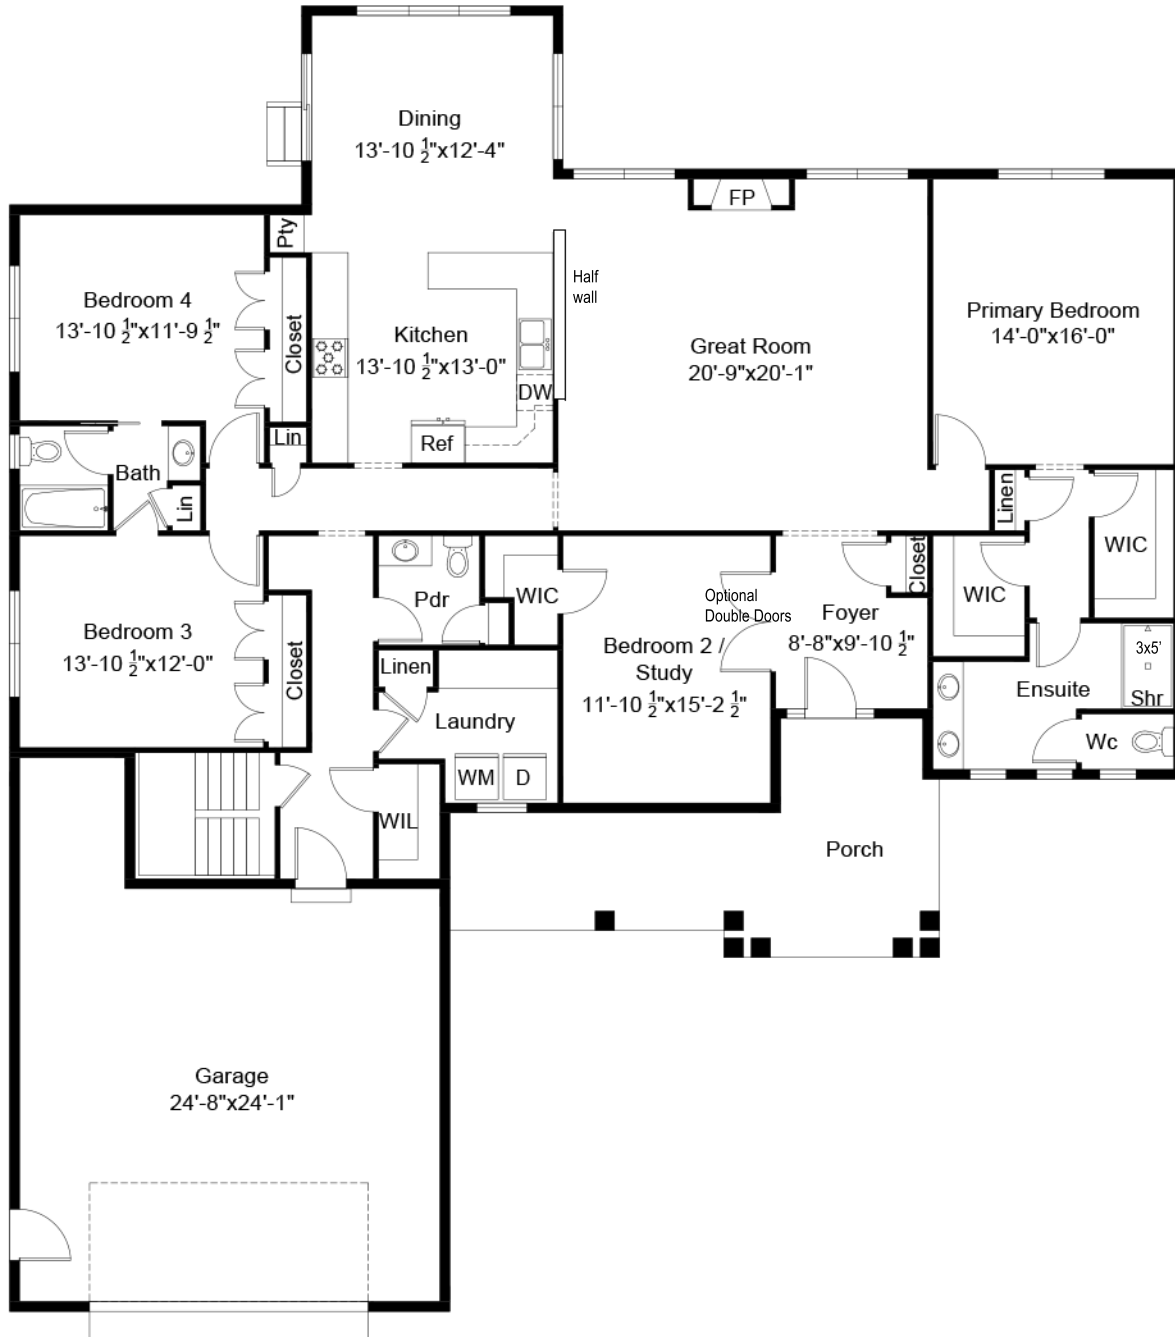 Dining
13'-10 1/2"x12'-4"
FP
Pty
Half
wall
Bedroom 4
13'-10 1/2"x11'-9 1/2"
Closet
Kitchen
13'-10 1/2"x13'-0"
DW
Ref
Great Room
20'-9"x20'-1"
Primary Bedroom
14'-0"x16'-0"
Lin
Bath
Lin
Linen
WIC
WIC
Closet
Pdr
WIC
Optional
Double Doors
Foyer
8'-8"x9'-10 1/2"
Bedroom 3
13'-10 1/2"x12'-0"
Closet
Bedroom 2 /
Study
11'-10 1/2"x15'-2 1/2"
3x5'
Shr
Ensuite
Wc
Linen
Laundry
WM
D
WIL
Porch
Garage
24'-8"x24'-1"